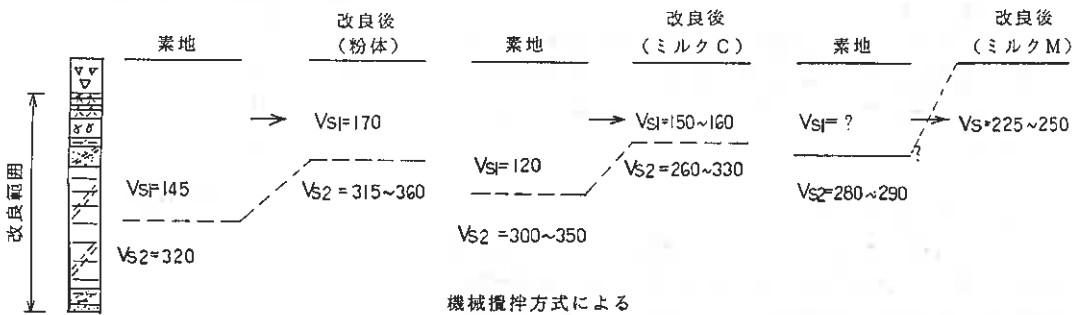 素地
改良後
(粉体)
素地
改良後
(ミルクC)
素地
改良後
(ミルクM)
改良範囲
VS1=145
VS2=320
VS1=170
VS2=315~360
VS1=120
VS2=300~350
VS1=150~160
VS2=260~330
VS1=?
VS2=280~290
?
VS=225~250
機械攪拌方式による